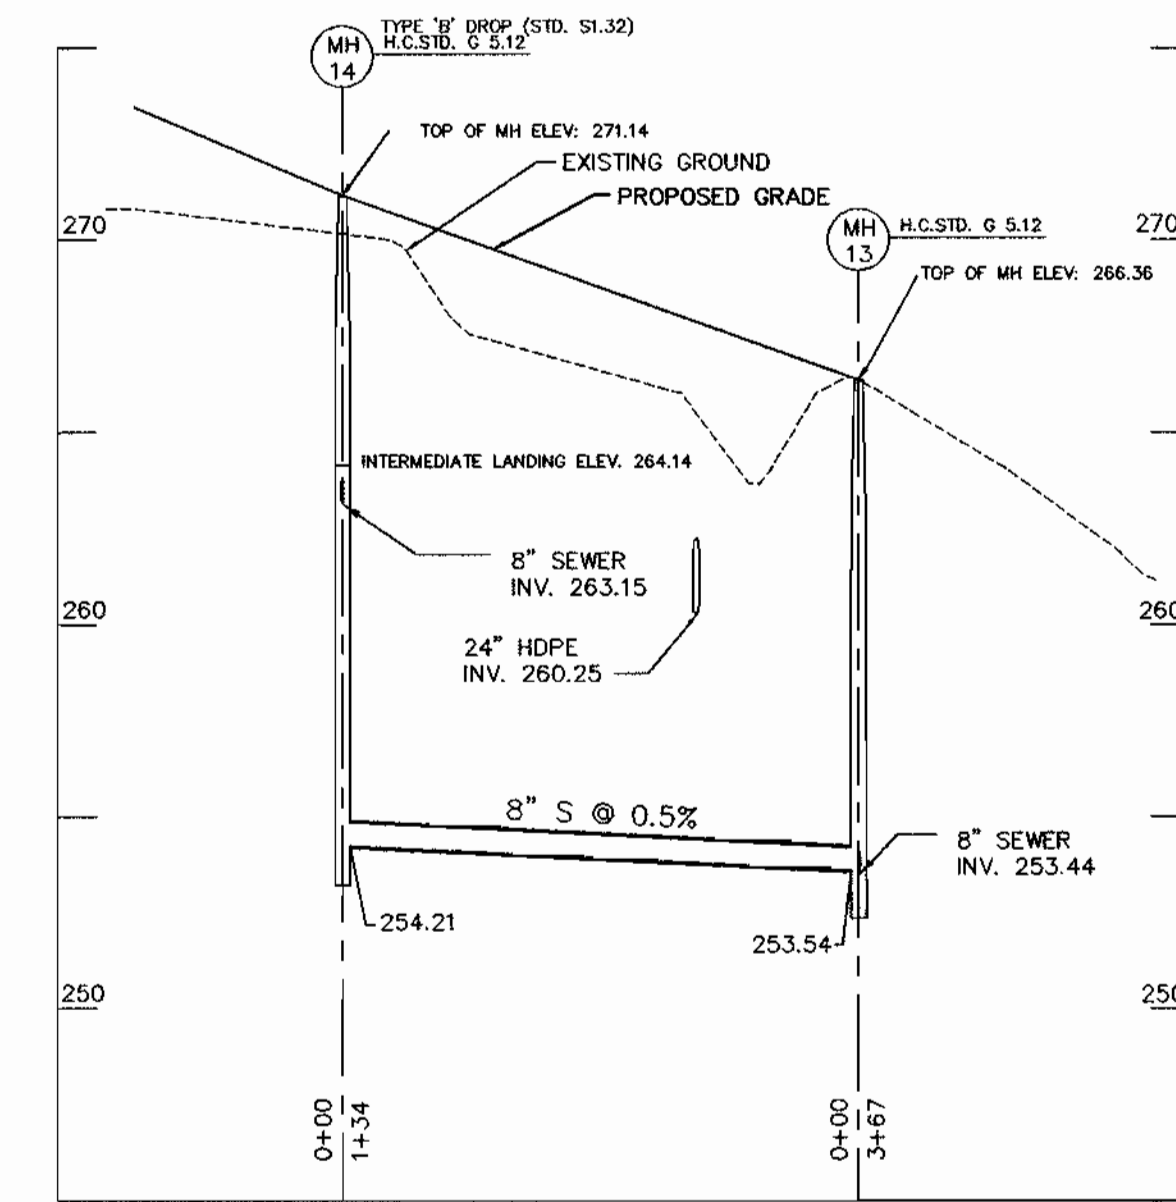 TYPE 'B' DROP (STD. S1.32)
H.C.STD. G 5.12
MH
14
TOP OF MH ELEV: 271.14
EXISTING GROUND
PROPOSED GRADE
MH
13
H.C.STD. G 5.12
270
270
TOP OF MH ELEV: 266.36
INTERMEDIATE LANDING ELEV. 264.14
8" SEWER
INV. 263.15
260
260
24" HDPE
INV. 260.25
8" S @ 0.5%
8" SEWER
INV. 253.44
254.21
253.54
250
250
0+00
1+34
0+00
3+67